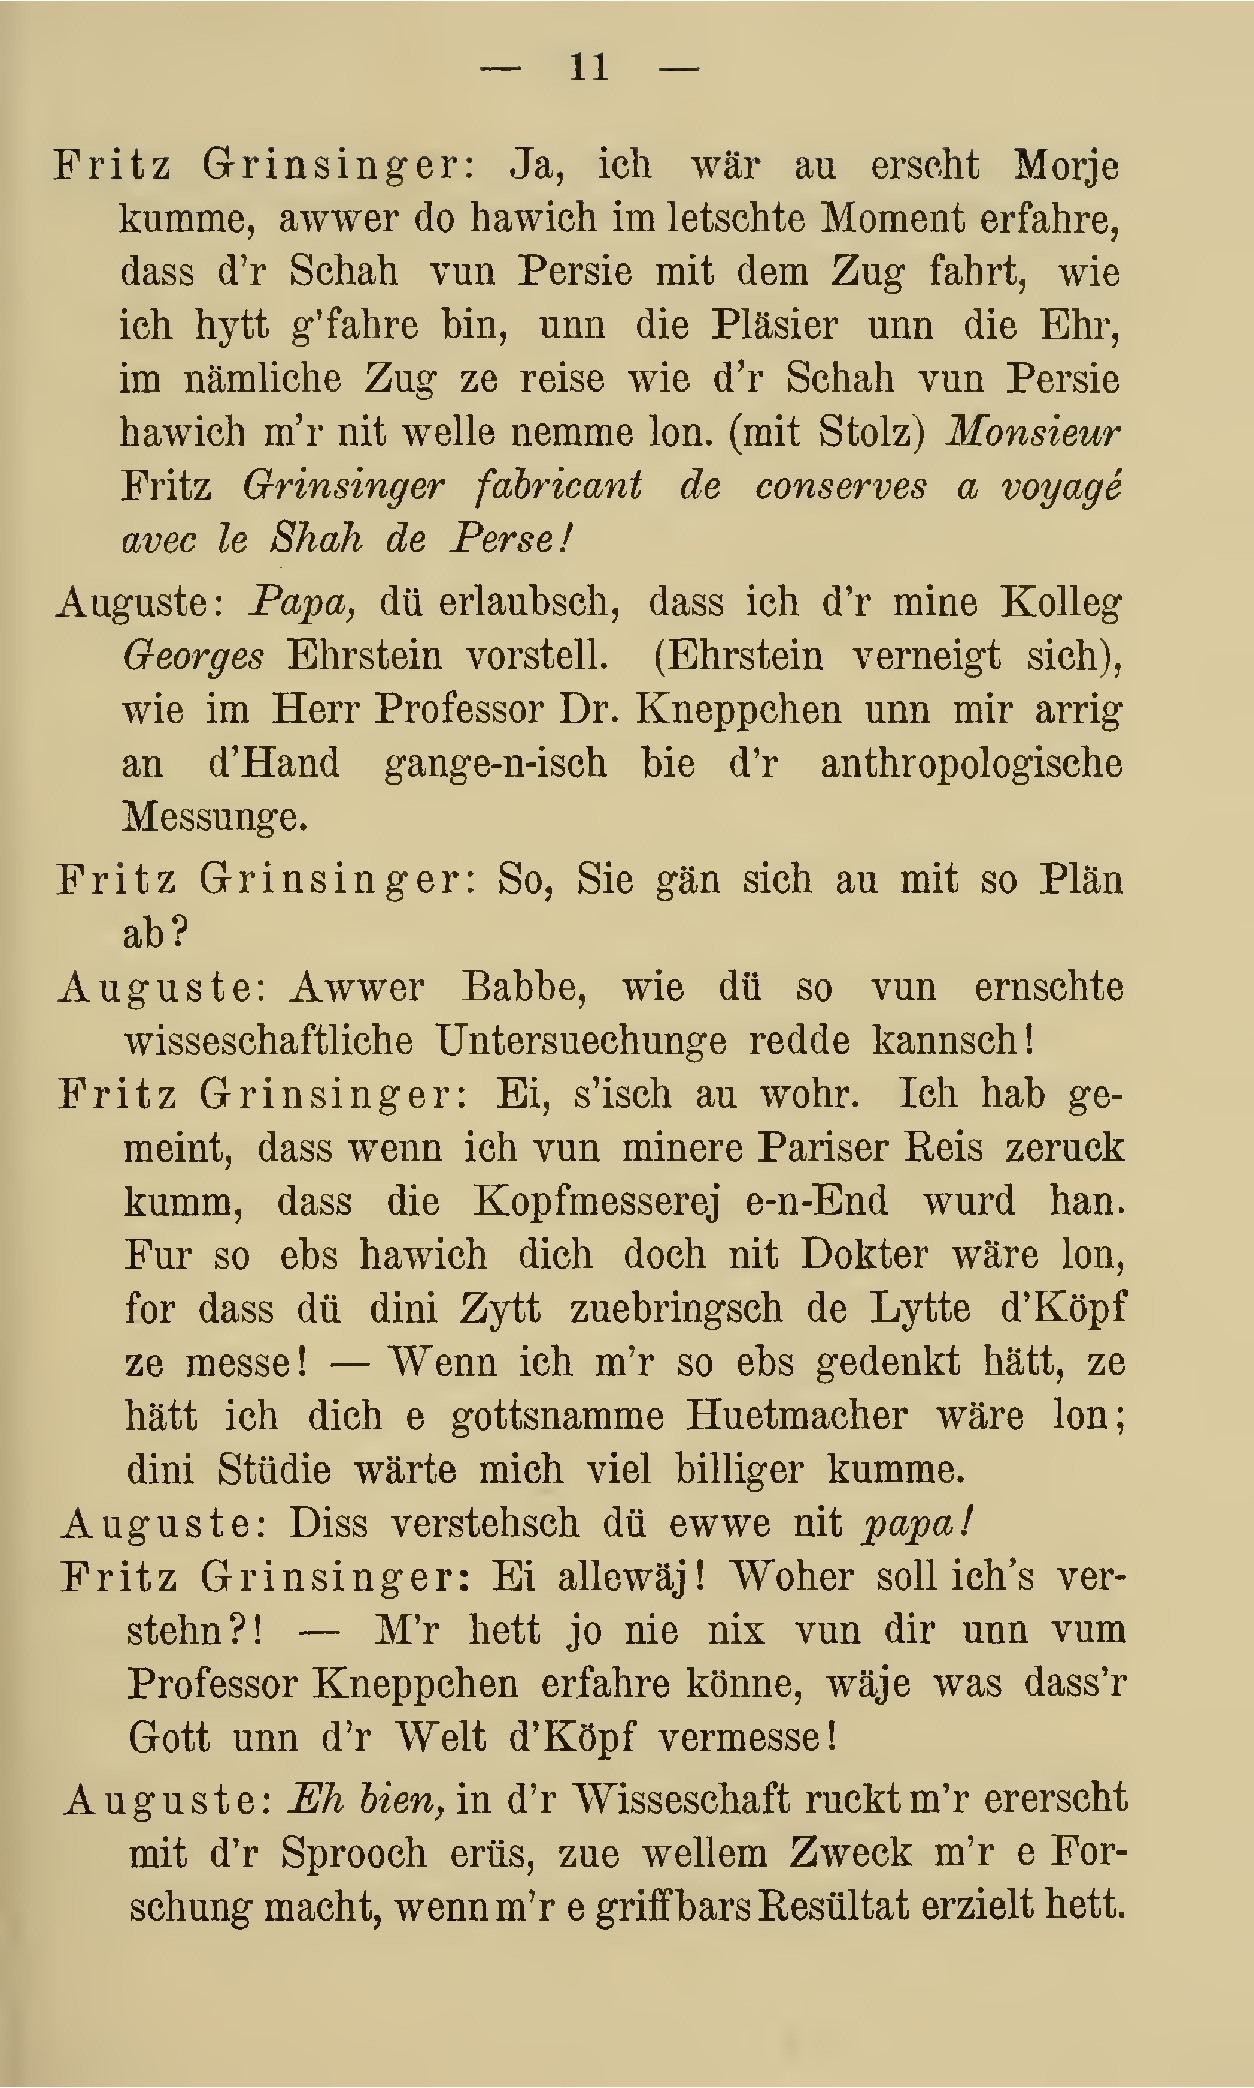 — 11 —
Fritz Grinsinger: Ja, ich wär au erscht Morje
kumme, awwer do hawich im letschte Moment erfahre,
dass d'r Schah vun Persie mit dem Zug fahrt, wie
ich hytt g'fahre bin, unn die Pläsier unn die Ehr,
im nämliche Zug ze reise wie d'r Schah vun Persie
hawich m'r nit welle nemme lon. (mit Stolz) Monsieur
Fritz Grinsinger fabricant de conserves a voyagé
avec le Shah de Perse!
Auguste: Papa, dü erlaubsch, dass ich d'r mine Kolleg
Georges Ehrstein vorstell. (Ehrstein verneigt sich),
wie im Herr Professor Dr. Kneppchen unn mir arrig
an d'Hand gange-n-isch bie d'r anthropologische
Messunge.
Fritz Grinsinger: So, Sie gän sich au mit so Plän
ab?
Auguste: Awwer Babbe, wie dü so vun ernschte
wisseschaftliche Untersuechunge redde kannsch!
Fritz Grinsinger: Ei, s'isch au wohr. Ich hab ge-
meint, dass wenn ich vun minere Pariser Reis zeruck
kumm, dass die Kopfmesserej e-n-End wurd han.
Fur so ebs hawich dich doch nit Dokter wäre lon,
for dass dü dini Zytt zuebringsch de Lytte d'Köpf
ze messe! — Wenn ich m'r so ebs gedenkt hätt, ze
hätt ich dich e gottsnamme Huetmacher wäre lon;
dini Stüdie wärte mich viel billiger kumme.
Auguste: Diss verstehsch dü ewwe nit papa!
Fritz Grinsinger: Ei allewäj! Woher soll ich's ver-
stehn?! — M'r hett jo nie nix vun dir unn vum
Professor Kneppchen erfahre könne, wäje was dass'r
Gott unn d'r Welt d'Köpf vermesse!
Auguste: Eh bien, in d'r Wisseschaft ruckt m'r ererscht
mit d'r Sprooch erüs, zue wellem Zweck m'r e For-
schung macht, wenn m'r e griffbars Resültat erzielt hett.